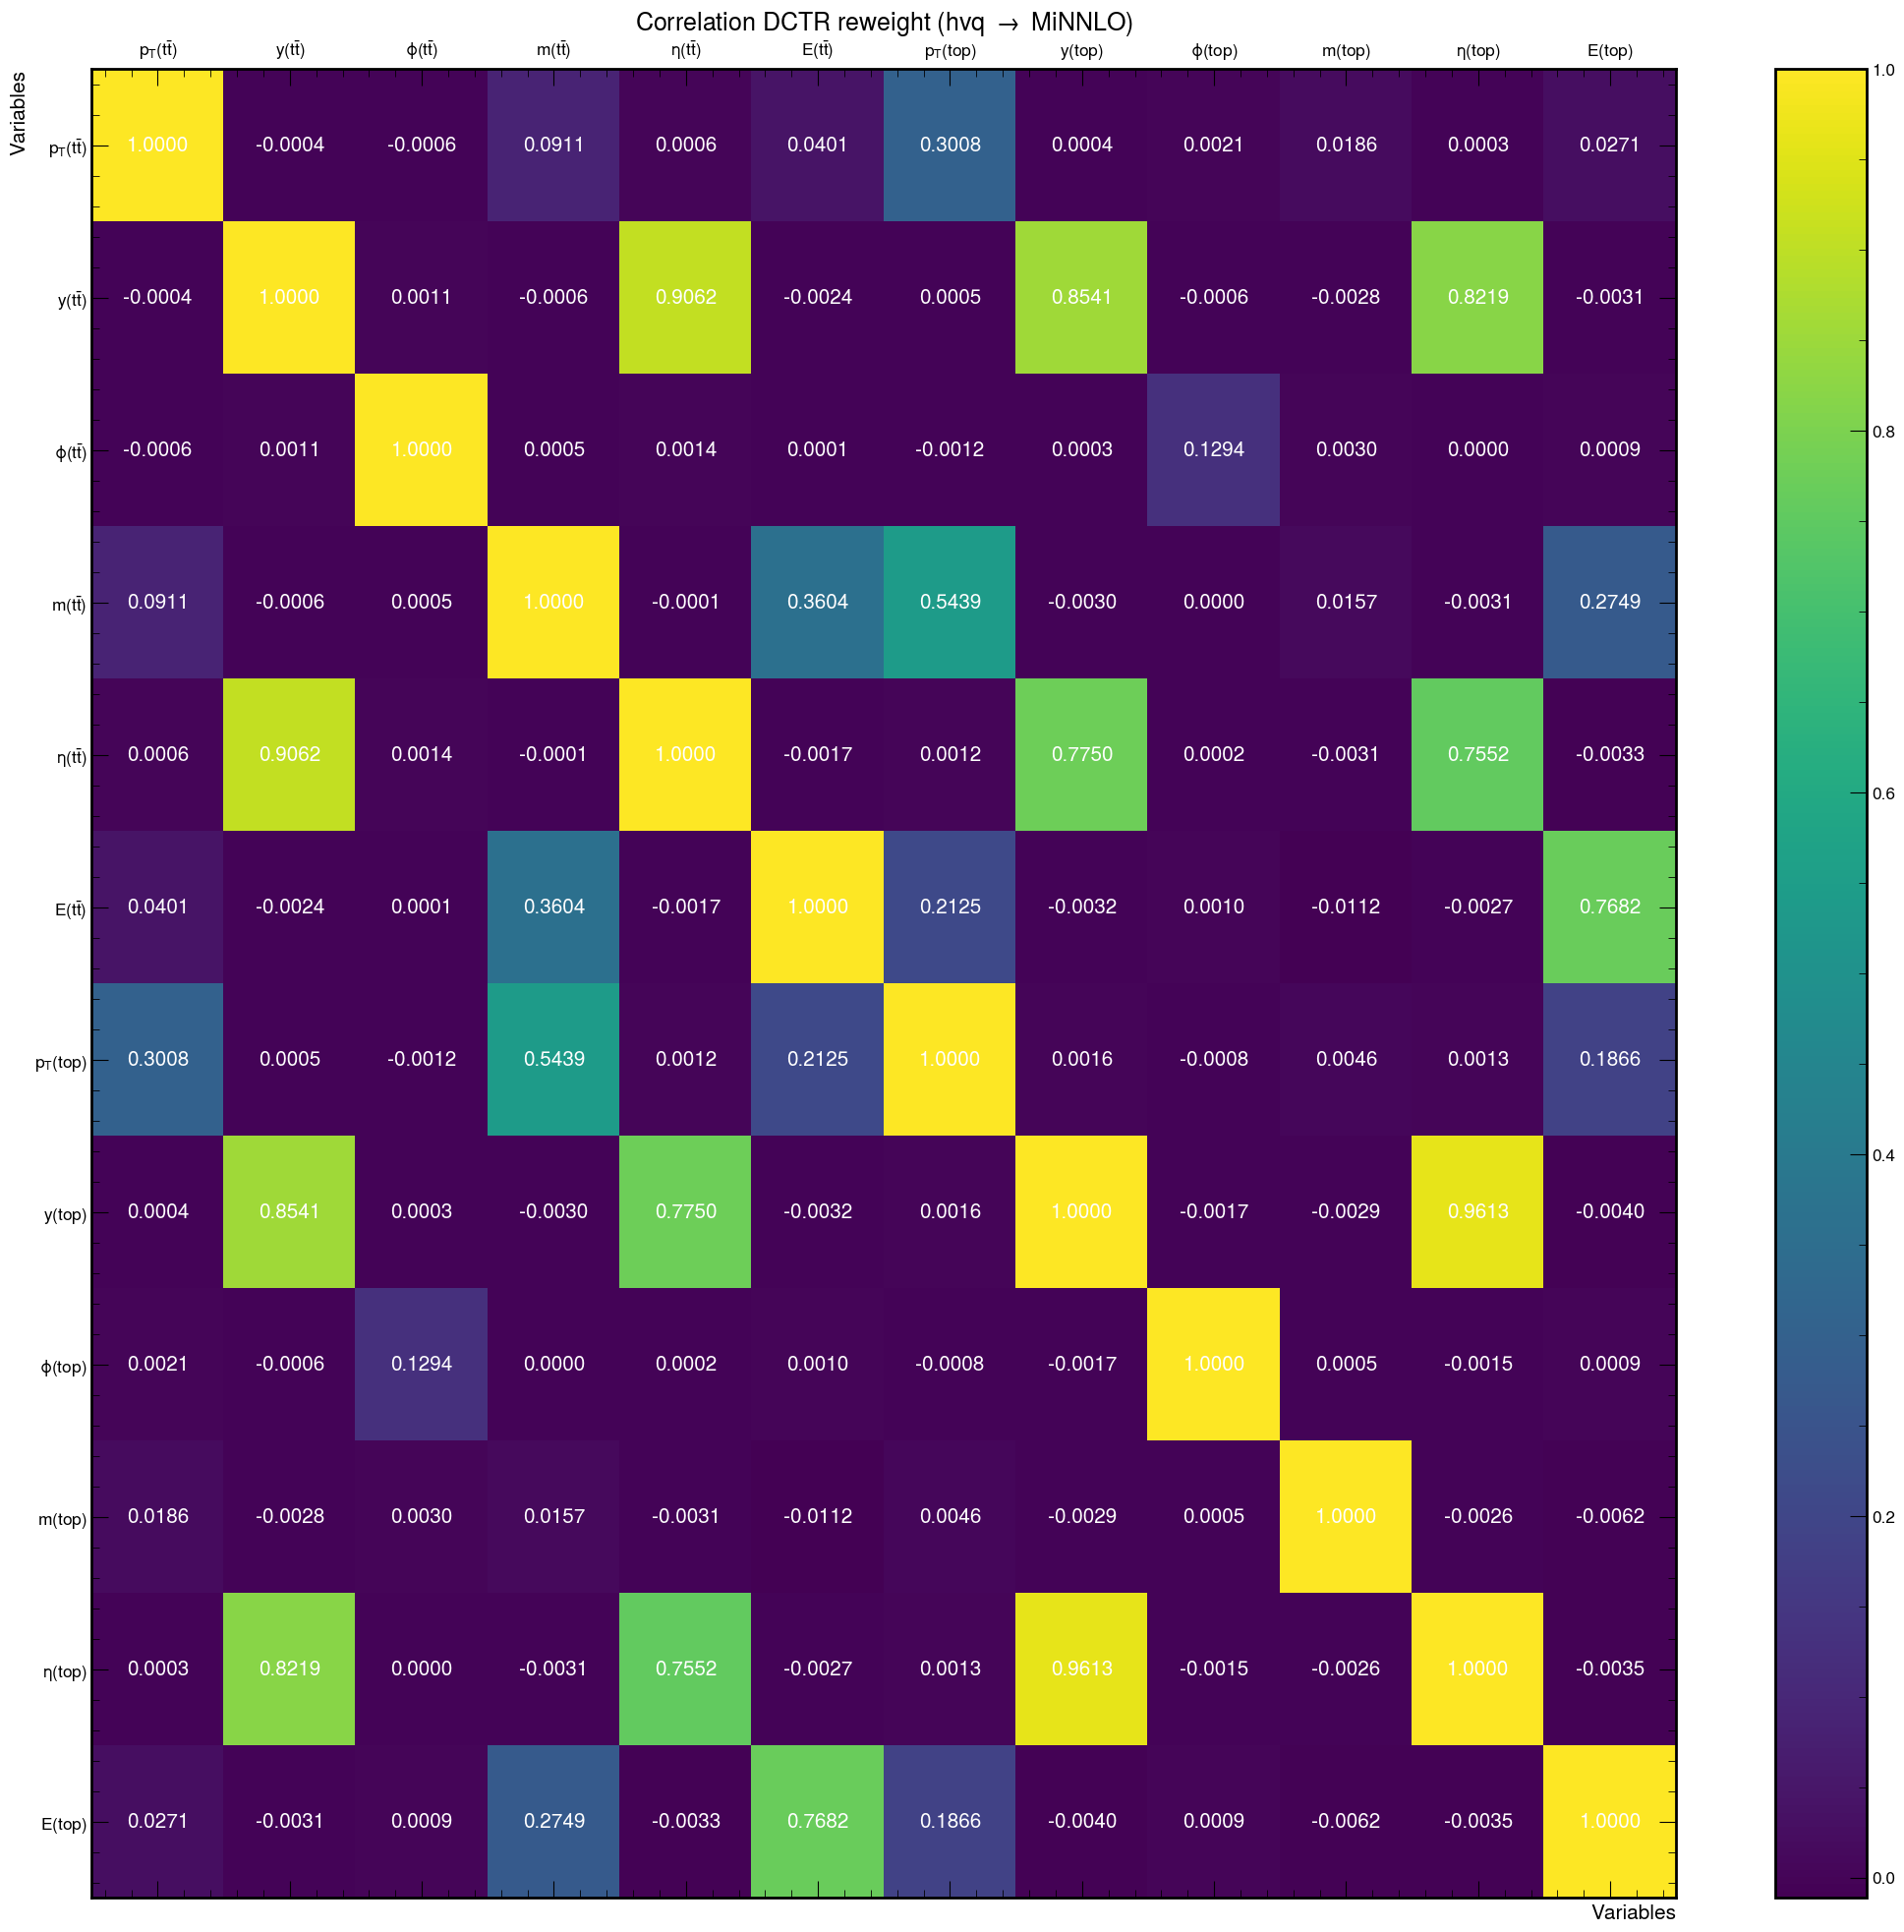 Correlation DCTR reweight (hvq → MiNNLO)
pT(tt̄) y(tt̄) ϕ(tt̄) m(tt̄) η(tt̄) E(tt̄) pT(top) y(top) ϕ(top) m(top) η(top) E(top)
Variables
pT(tt̄) 1.0000 -0.0004 -0.0006 0.0911 0.0006 0.0401 0.3008 0.0004 0.0021 0.0186 0.0003 0.0271
y(tt̄) -0.0004 1.0000 0.0011 -0.0006 0.9062 -0.0024 0.0005 0.8541 -0.0006 -0.0028 0.8219 -0.0031
ϕ(tt̄) -0.0006 0.0011 1.0000 0.0005 0.0014 0.0001 -0.0012 0.0003 0.1294 0.0030 0.0000 0.0009
m(tt̄) 0.0911 -0.0006 0.0005 1.0000 -0.0001 0.3604 0.5439 -0.0030 0.0000 0.0157 -0.0031 0.2749
η(tt̄) 0.0006 0.9062 0.0014 -0.0001 1.0000 -0.0017 0.0012 0.7750 0.0002 -0.0031 0.7552 -0.0033
E(tt̄) 0.0401 -0.0024 0.0001 0.3604 -0.0017 1.0000 0.2125 -0.0032 0.0010 -0.0112 -0.0027 0.7682
pT(top) 0.3008 0.0005 -0.0012 0.5439 0.0012 0.2125 1.0000 0.0016 -0.0008 0.0046 0.0013 0.1866
y(top) 0.0004 0.8541 0.0003 -0.0030 0.7750 -0.0032 0.0016 1.0000 -0.0017 -0.0029 0.9613 -0.0040
ϕ(top) 0.0021 -0.0006 0.1294 0.0000 0.0002 0.0010 -0.0008 -0.0017 1.0000 0.0005 -0.0015 0.0009
m(top) 0.0186 -0.0028 0.0030 0.0157 -0.0031 -0.0112 0.0046 -0.0029 0.0005 1.0000 -0.0026 -0.0062
η(top) 0.0003 0.8219 0.0000 -0.0031 0.7552 -0.0027 0.0013 0.9613 -0.0015 -0.0026 1.0000 -0.0035
E(top) 0.0271 -0.0031 0.0009 0.2749 -0.0033 0.7682 0.1866 -0.0040 0.0009 -0.0062 -0.0035 1.0000
Variables
1.0
0.8
0.6
0.4
0.2
0.0